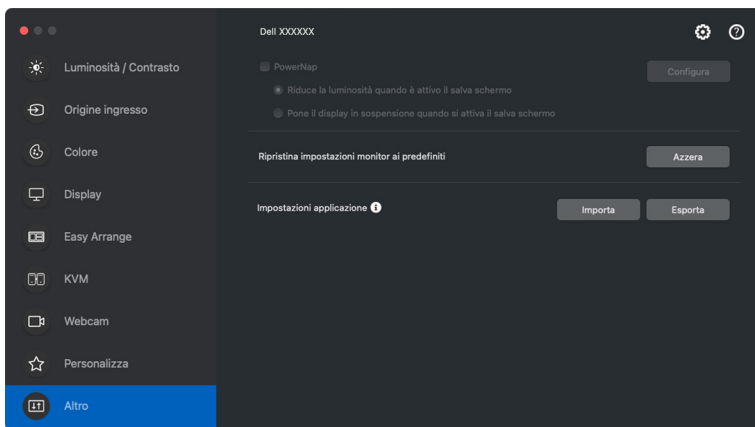 Dell XXXXXX
Luminosità / Contrasto
Origine ingresso
Colore
Display
Easy Arrange
KVM
Webcam
Personalizza
Altro
PowerNap
Configura
Riduce la luminosità quando è attivo il salva schermo
Pone il display in sospensione quando si attiva il salva schermo
Ripristina impostazioni monitor ai predefiniti
Azzera
Impostazioni applicazione
Importa
Esporta